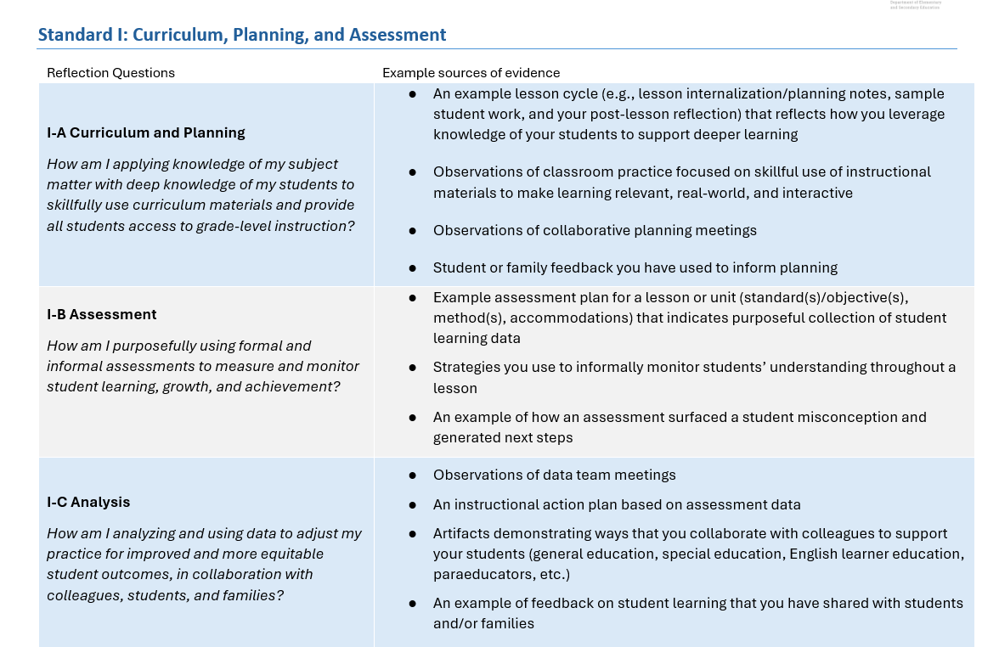 Department of Elementary
and Secondary Education
Standard I: Curriculum, Planning, and Assessment
Reflection Questions
Example sources of evidence
I-A Curriculum and Planning
How am I applying knowledge of my subject
matter with deep knowledge of my students to
skillfully use curriculum materials and provide
all students access to grade-level instruction?
● An example lesson cycle (e.g., lesson internalization/planning notes, sample
student work, and your post-lesson reflection) that reflects how you leverage
knowledge of your students to support deeper learning
● Observations of classroom practice focused on skillful use of instructional
materials to make learning relevant, real-world, and interactive
● Observations of collaborative planning meetings
● Student or family feedback you have used to inform planning
I-B Assessment
How am I purposefully using formal and
informal assessments to measure and monitor
student learning, growth, and achievement?
● Example assessment plan for a lesson or unit (standard(s)/objective(s),
method(s), accommodations) that indicates purposeful collection of student
learning data
● Strategies you use to informally monitor students’ understanding throughout a
lesson
● An example of how an assessment surfaced a student misconception and
generated next steps
I-C Analysis
How am I analyzing and using data to adjust my
practice for improved and more equitable
student outcomes, in collaboration with
colleagues, students, and families?
● Observations of data team meetings
● An instructional action plan based on assessment data
● Artifacts demonstrating ways that you collaborate with colleagues to support
your students (general education, special education, English learner education,
paraeducators, etc.)
● An example of feedback on student learning that you have shared with students
and/or families